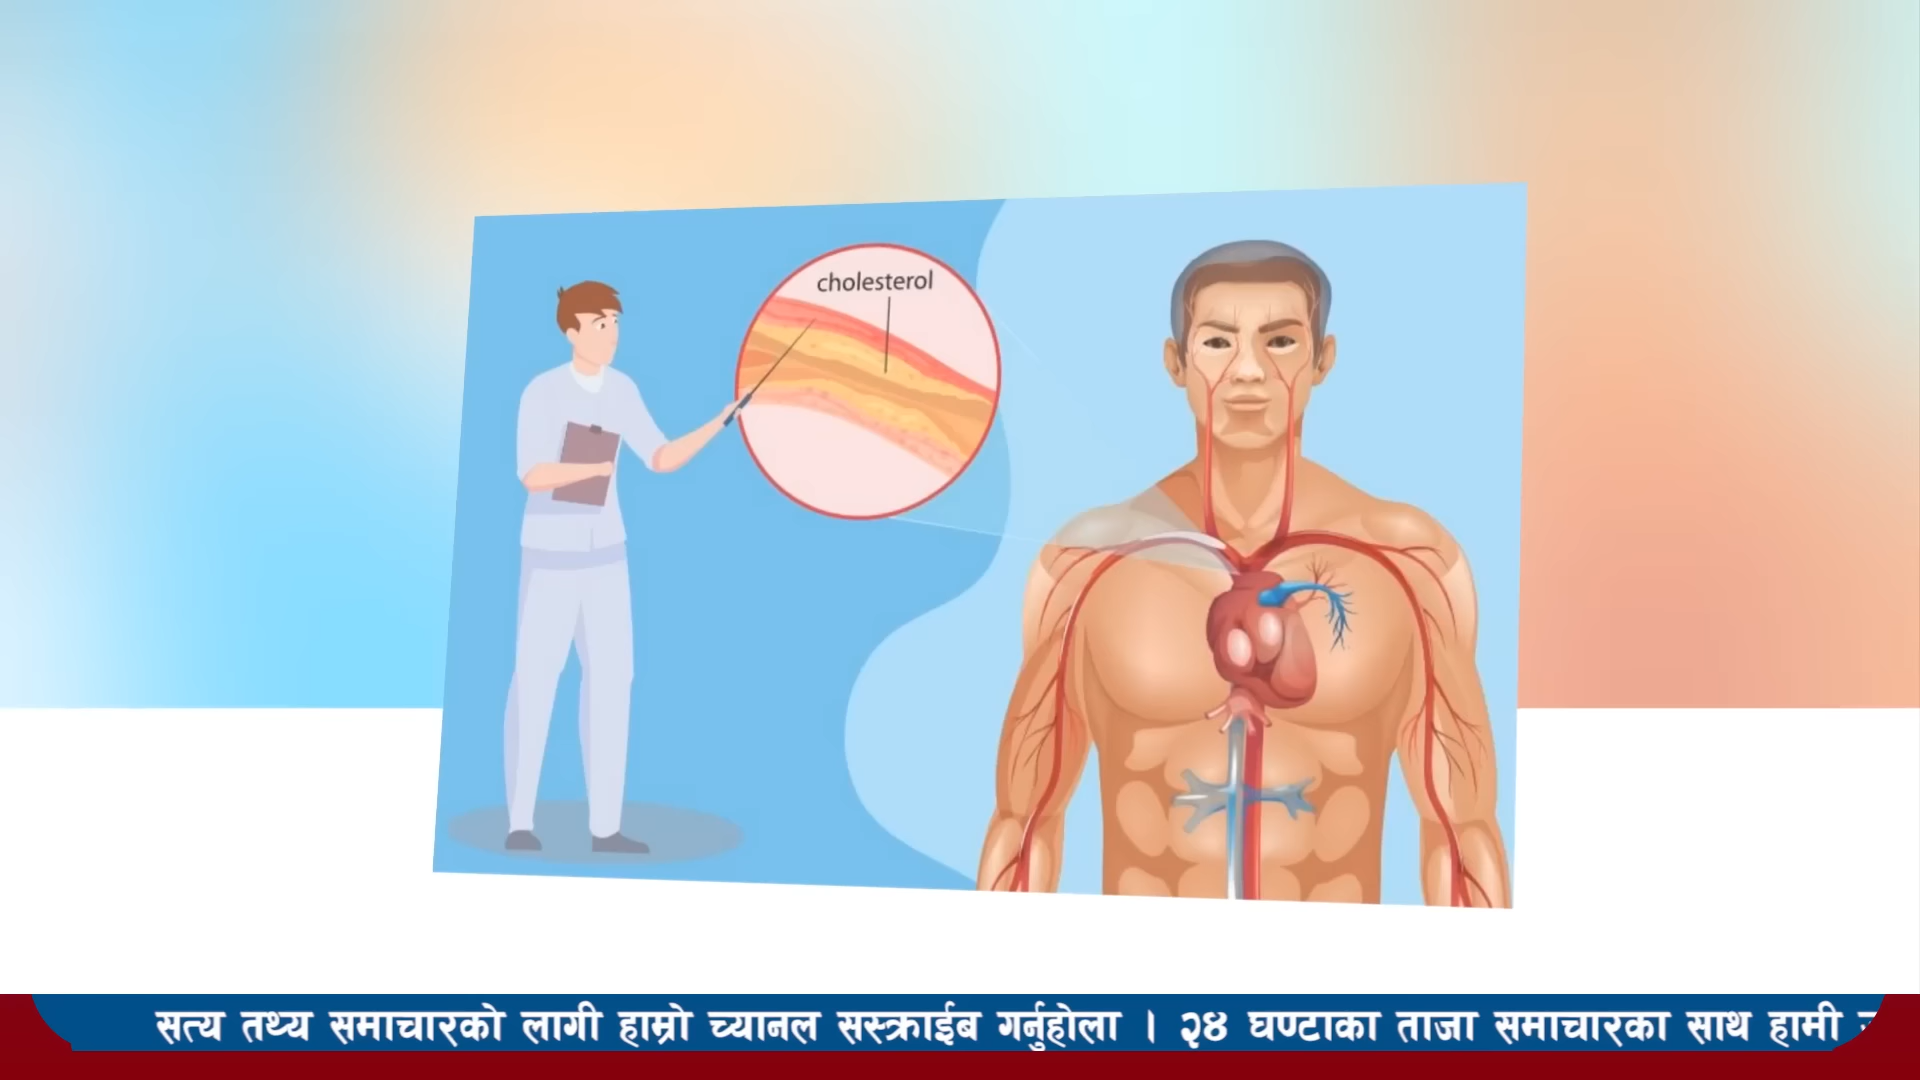 cholesterol
सत्य तथ्य समाचारको लागी हाम्रो च्यानल सस्क्राईब गर्नुहोला । २४ घण्टाका ताजा समाचारका साथ हामी